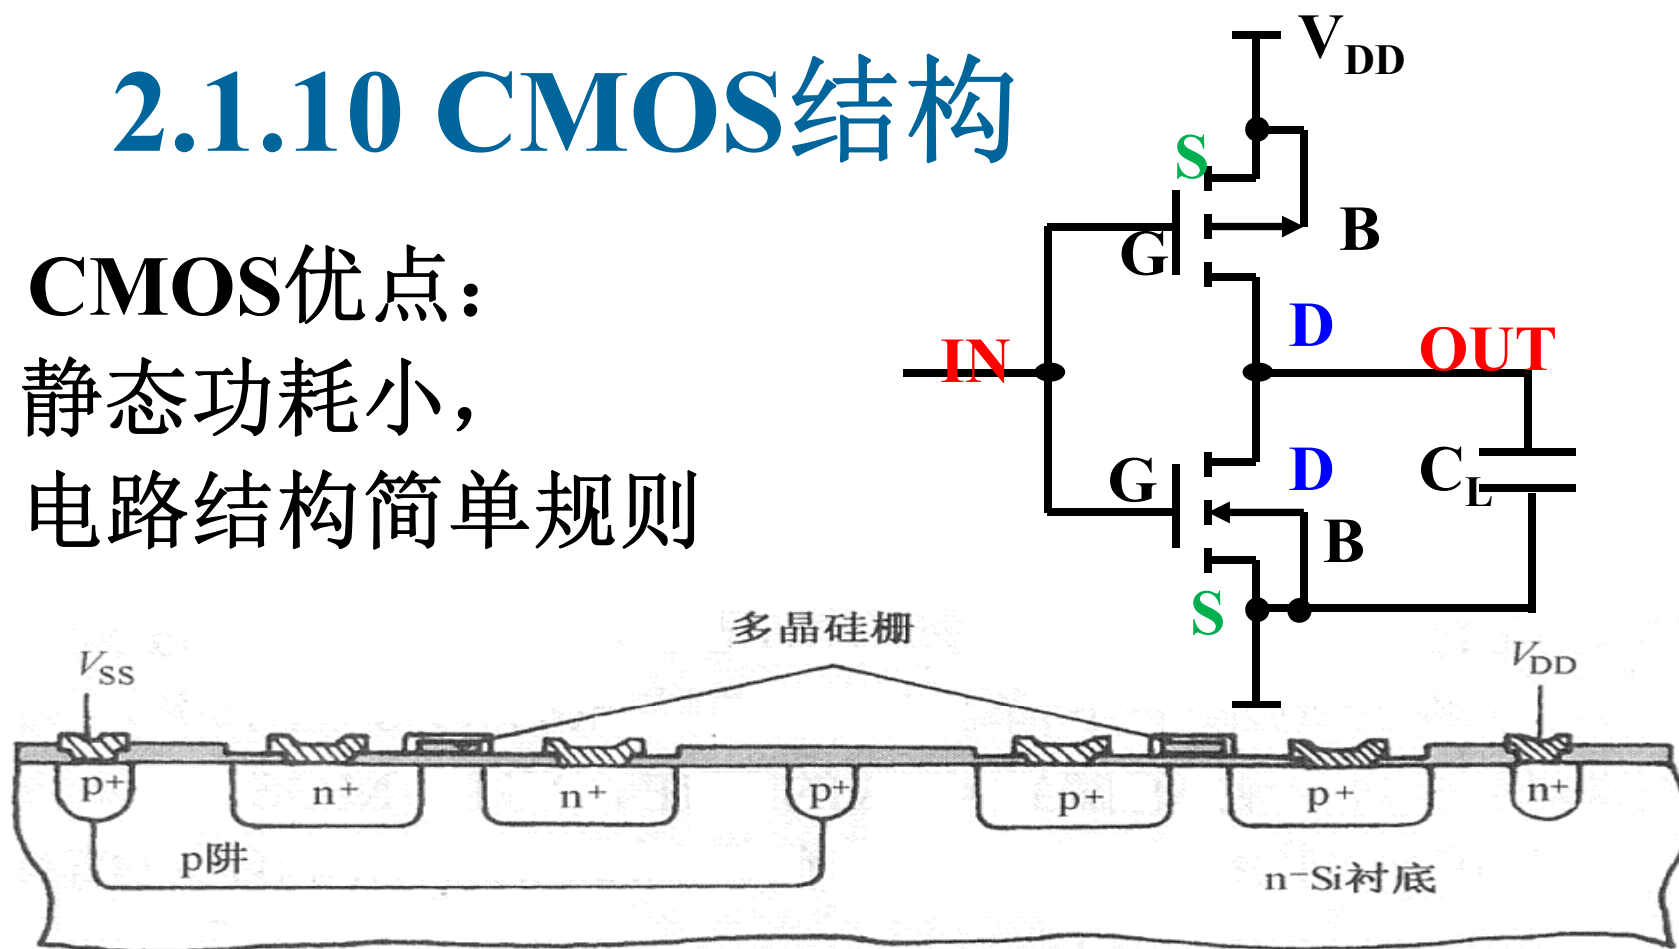 2.1.10 CMOS结构
CMOS优点：
静态功耗小，
电路结构简单规则
VDD
S
G
B
D
IN
OUT
G
D
CL
B
S
多晶硅栅
VSS
VDD
p+
n+
n+
p+
p+
p+
n+
p阱
n-Si衬底